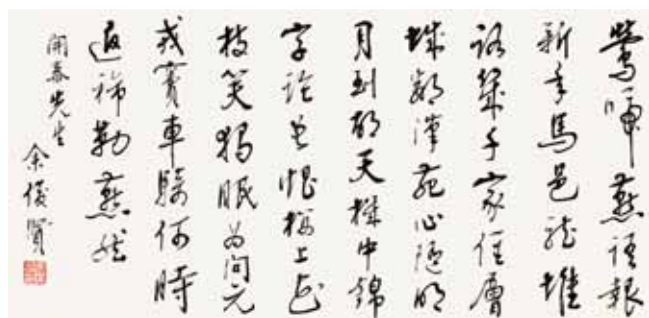 鶯啼燕語報
新年馬邑龍堆
路幾千家住層
城鄰漢苑心隨明
月到胡天機中錦
字論長恨樓上花
枝笑獨眠為問元
戎竇車騎何時
返旆勒燕然
開泰先生
余俊賢